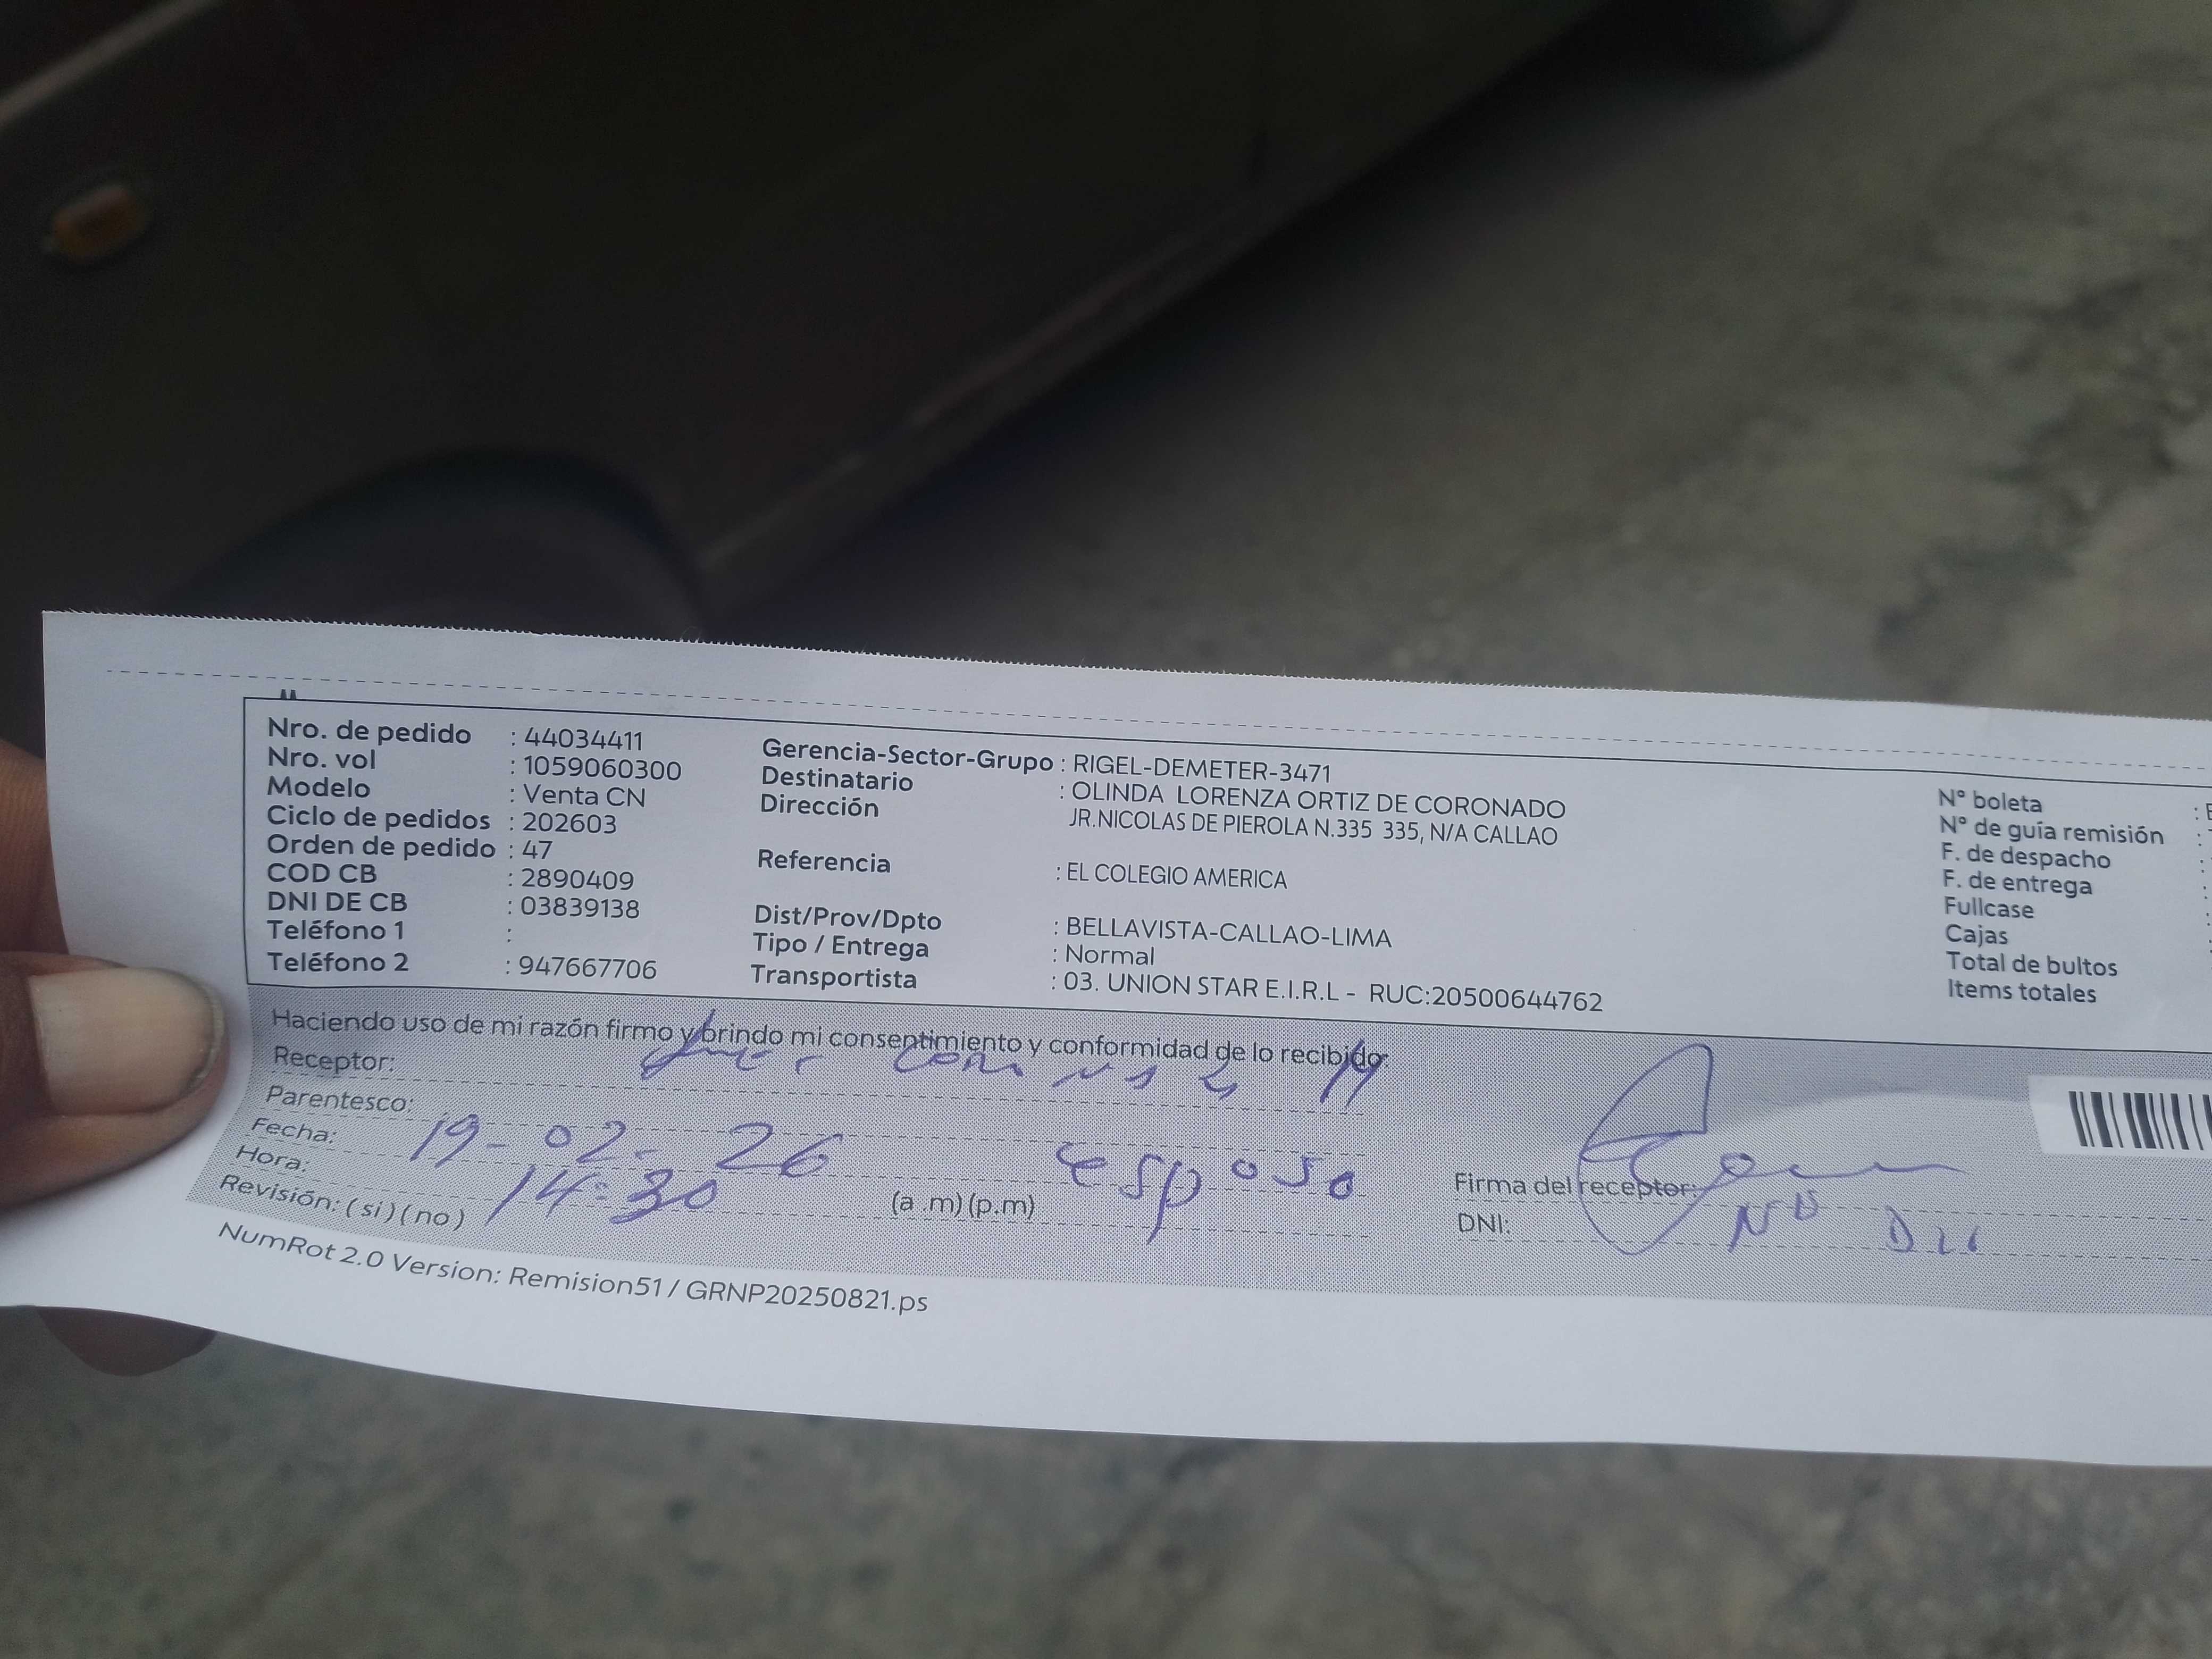 Nro. de pedido : 44034411
Nro. vol : 1059060300
Modelo : Venta CN
Ciclo de pedidos : 202603
Orden de pedido : 47
COD CB : 2890409
DNI DE CB : 03839138
Teléfono 1 :
Teléfono 2 : 947667706
Gerencia-Sector-Grupo : RIGEL-DEMETER-3471
Destinatario : OLINDA LORENZA ORTIZ DE CORONADO
Dirección JR.NICOLAS DE PIEROLA N.335 335, N/A CALLAO
Referencia : EL COLEGIO AMERICA
Dist/Prov/Dpto : BELLAVISTA-CALLAO-LIMA
Tipo / Entrega : Normal
Transportista : 03. UNION STAR E.I.R.L - RUC:20500644762
N° boleta :
N° de guía remisión :
F. de despacho :
F. de entrega :
Fullcase
Cajas :
Total de bultos
Items totales
Haciendo uso de mi razón firmo y brindo mi consentimiento y conformidad de lo recibido:
Receptor:
Parentesco: esposo
Fecha: 19-02-26
Hora: 14:30 (a .m) (p.m)
Revisión: ( si ) ( no )
Firma del receptor:
DNI: No
NumRot 2.0 Version: Remision51 / GRNP20250821.ps